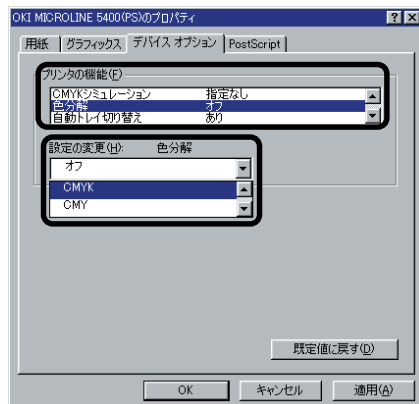 OKI MICROLINE 5400(PS)のプロパティ
用紙 グラフィックス デバイス オプション PostScript
プリンタの機能(F)
CMYKシミュレーション 指定なし
色分解 オフ
自動トレイ切り替え あり
設定の変更(H): 色分解
オフ
CMYK
CMY
既定値に戻す(D)
OK キャンセル 適用(A)